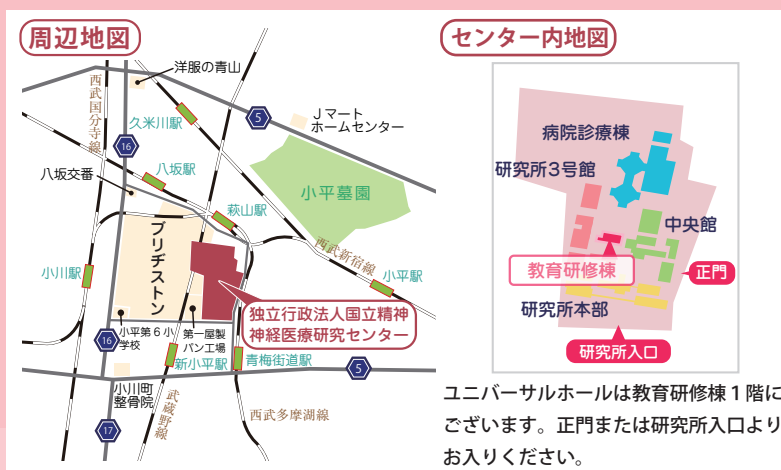 周辺地図
洋服の青山
西武国分寺線
久米川駅
5
Jマート
ホームセンター
16
八坂交番
八坂駅
小平墓園
萩山駅
ブリヂストン
西武新宿線
小川駅
小平駅
独立行政法人国立精神
神経医療研究センター
16
小平第6小
学校
第一屋製
パン工場
新小平駅
青梅街道駅
5
小川町
整骨院
武蔵野線
西武多摩湖線
17
センター内地図
病院診療棟
研究所3号館
中央館
教育研修棟
正門
研究所本部
研究所入口
ユニバーサルホールは教育研修棟1階に
ございます。正門または研究所入口より
お入りください。